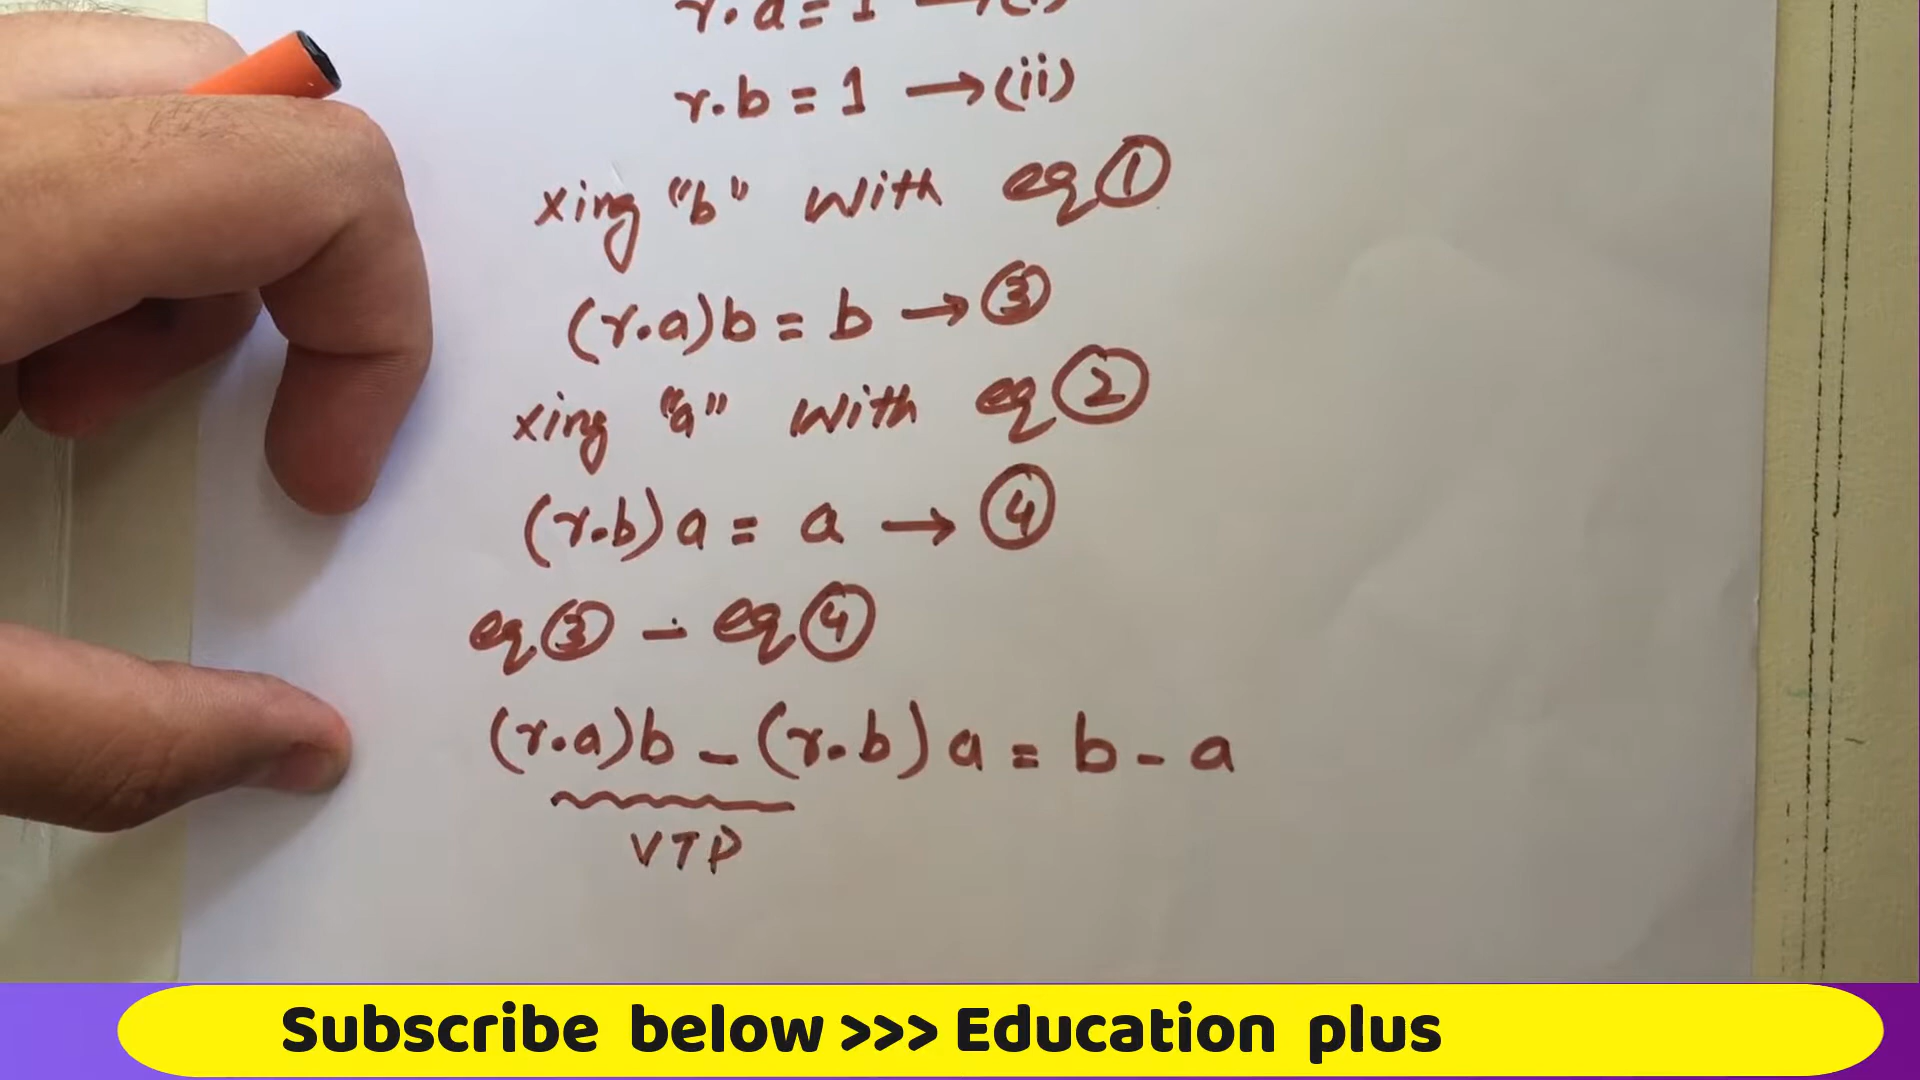 r.a = 1 → (i)
r.b = 1 → (ii)
xing "b" with eq ①
(r.a)b = b → ③
xing "a" with eq ②
(r.b)a = a → ④
eq ③ - eq ④
(r.a)b - (r.b)a = b - a
VTP
Subscribe below >>> Education plus